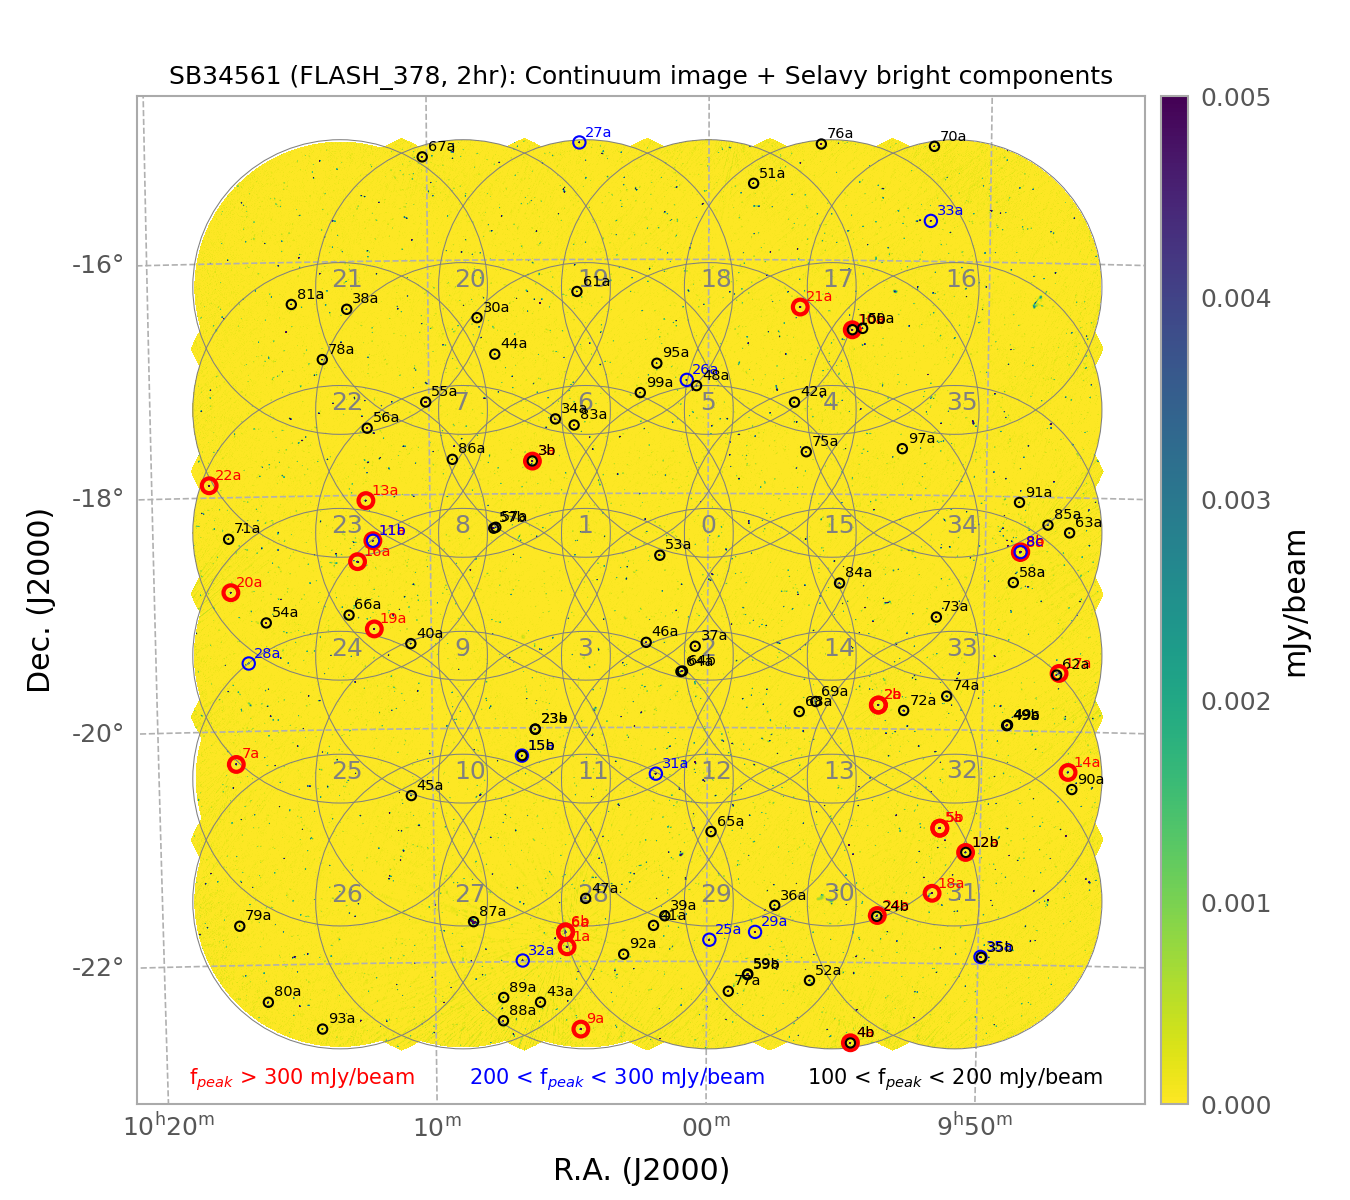 SB34561 (FLASH_378, 2hr): Continuum image + Selavy bright components
0.005
27a
76a
70a
67a
51a
33a
-16°
21 20 19 18 17 16
61a
81a 38a 30a 21a
0.004
44a
78a 95a 26a 48a
99a
55a 42a
22 7 6 5 4 35
34a 83a
56a
86a 3b 75a 97a
22a
13a
-18°
91a
0.003
57a
85a 63a
71a 23 8 1 0 15 34
11b
53a
16a
58a
20a
84a
54a 66a
19a
73a
40a 46a 37a
24 9 3 2 14 33
28a
64b
62a
69a 2b 74a
72a
49b
23b
-20°
0.002
15b
7a
31a
14a
25 10 11 12 13 32
90a
45a
65a
5b
12b
mJy/beam
Dec. (J2000)
0.001
18a
26 27 28 29 30 31
47a
36a
39a
41a
24b
79a 87a
6b
1a
25a 29a
92a
32a
35b
-22°
59b
77a
52a
80a 89a 43a
88a
93a 9a
4b
f_peak > 300 mJy/beam 200 < f_peak < 300 mJy/beam 100 < f_peak < 200 mJy/beam
0.000
10h20m 10m 00m 9h50m
R.A. (J2000)